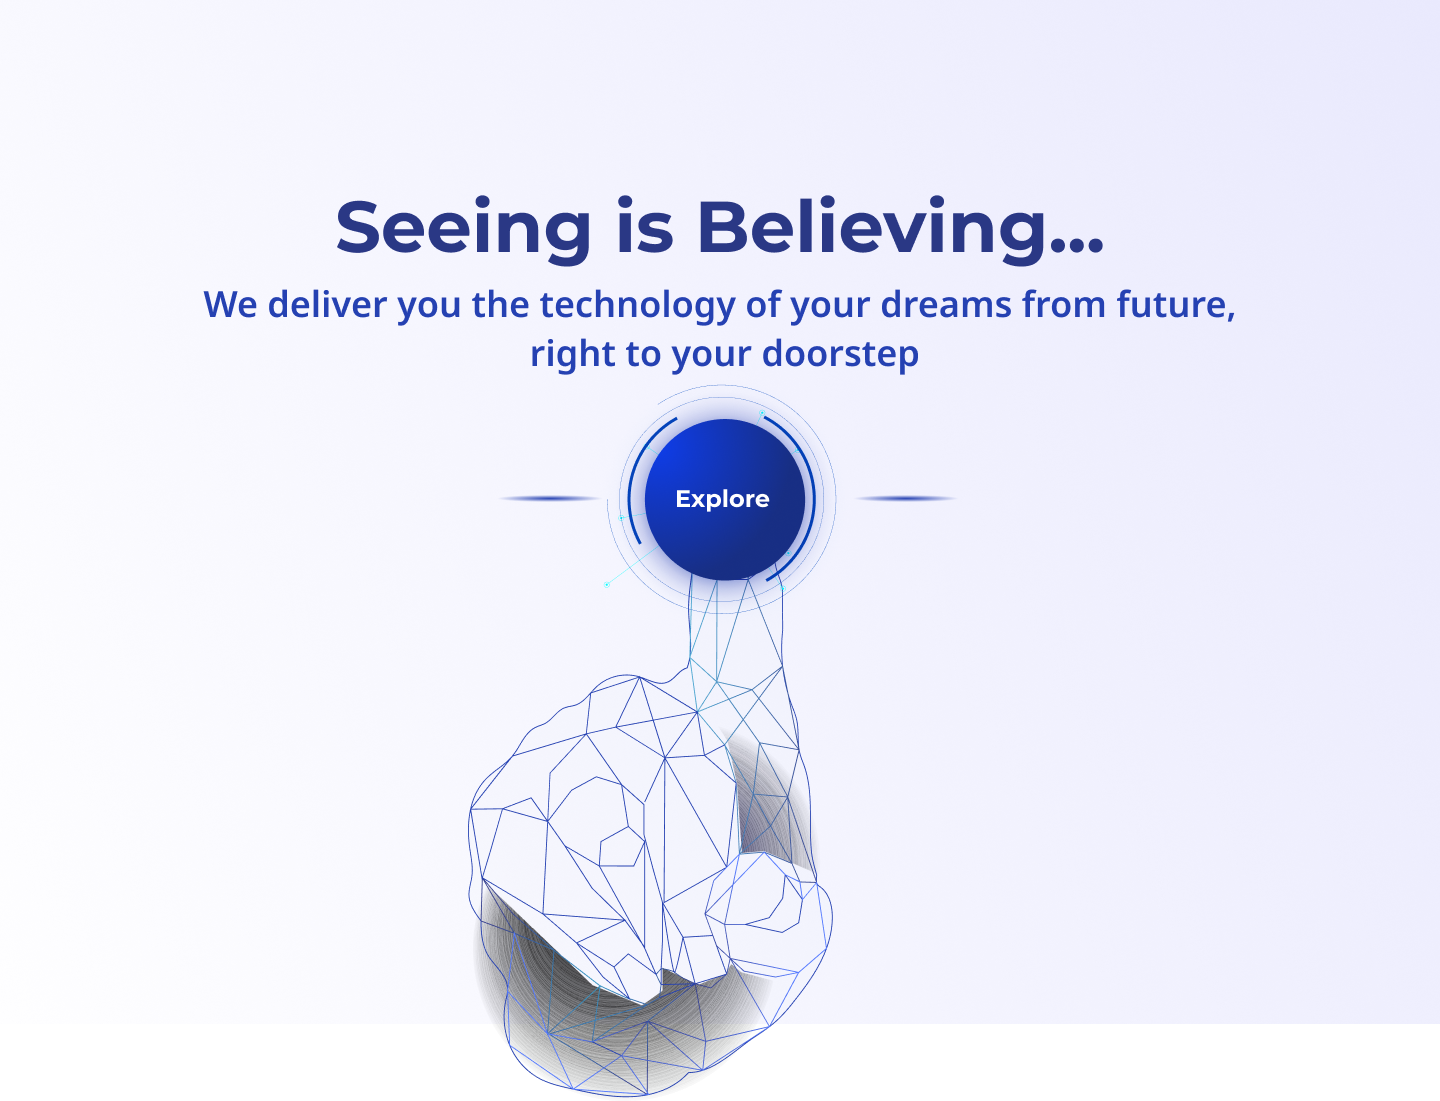 Seeing is Believing...
We deliver you the technology of your dreams from future,
right to your doorstep
Explore